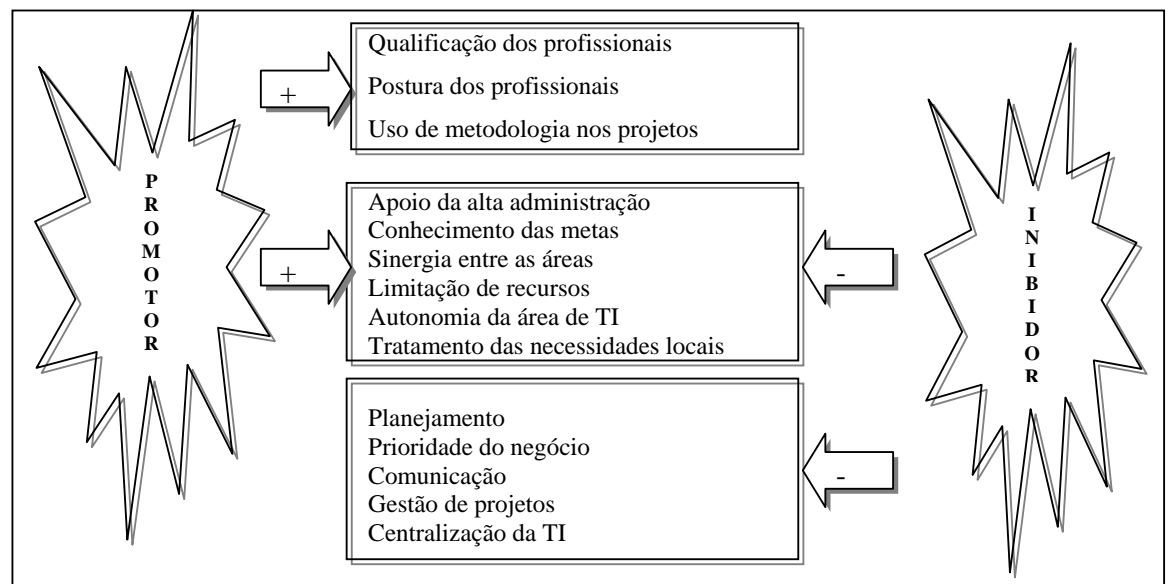 PROMOTOR
+
Qualificação dos profissionais
Postura dos profissionais
Uso de metodologia nos projetos
+
Apoio da alta administração
Conhecimento das metas
Sinergia entre as áreas
Limitação de recursos
Autonomia da área de TI
Tratamento das necessidades locais
-
Planejamento
Prioridade do negócio
Comunicação
Gestão de projetos
Centralização da TI
-
INIBIDOR